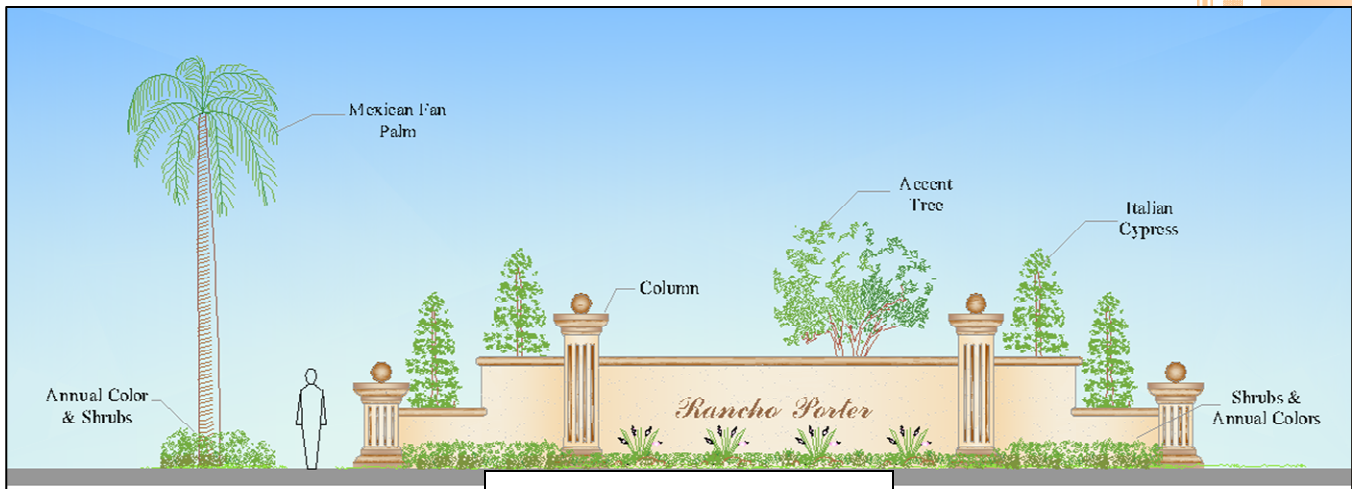 Mexican Fan
Palm
Accent
Tree
Italian
Cypress
Column
Annual Color
& Shrubs
Rancho Porter
Shrubs &
Annual Colors